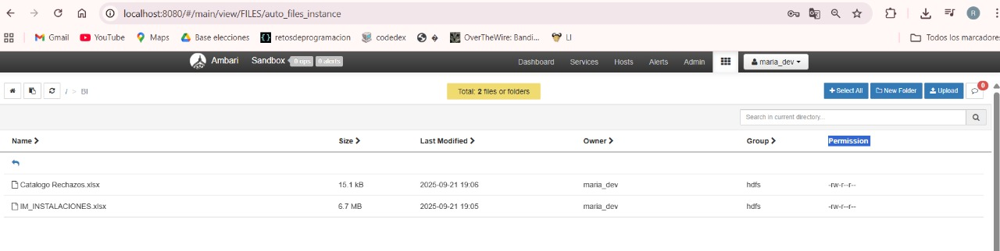 localhost:8080/#/main/view/FILES/auto_files_instance
R
Gmail YouTube Maps Base elecciones retosdeprogramacion codedex � OverTheWire: Bandi... LI Todos los marcadores
Ambari Sandbox 0 ops 0 alerts Dashboard Services Hosts Alerts Admin maria_dev
/ > BI Total: 2 files or folders Select All New Folder Upload 0
Search in current directory...
Name Size Last Modified Owner Group Permission
Catalogo Rechazos.xlsx 15.1 kB 2025-09-21 19:06 maria_dev hdfs -rw-r--r--
IM_INSTALACIONES.xlsx 6.7 MB 2025-09-21 19:05 maria_dev hdfs -rw-r--r--